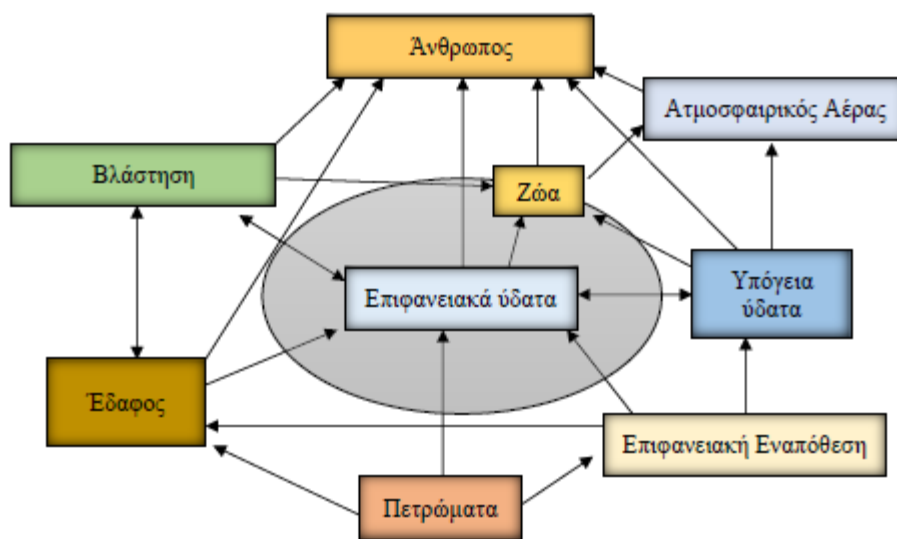 Άνθρωπος
Ατμοσφαιρικός Αέρας
Βλάστηση
Ζώα
Επιφανειακά ύδατα
Υπόγεια
ύδατα
Έδαφος
Επιφανειακή Εναπόθεση
Πετρώματα